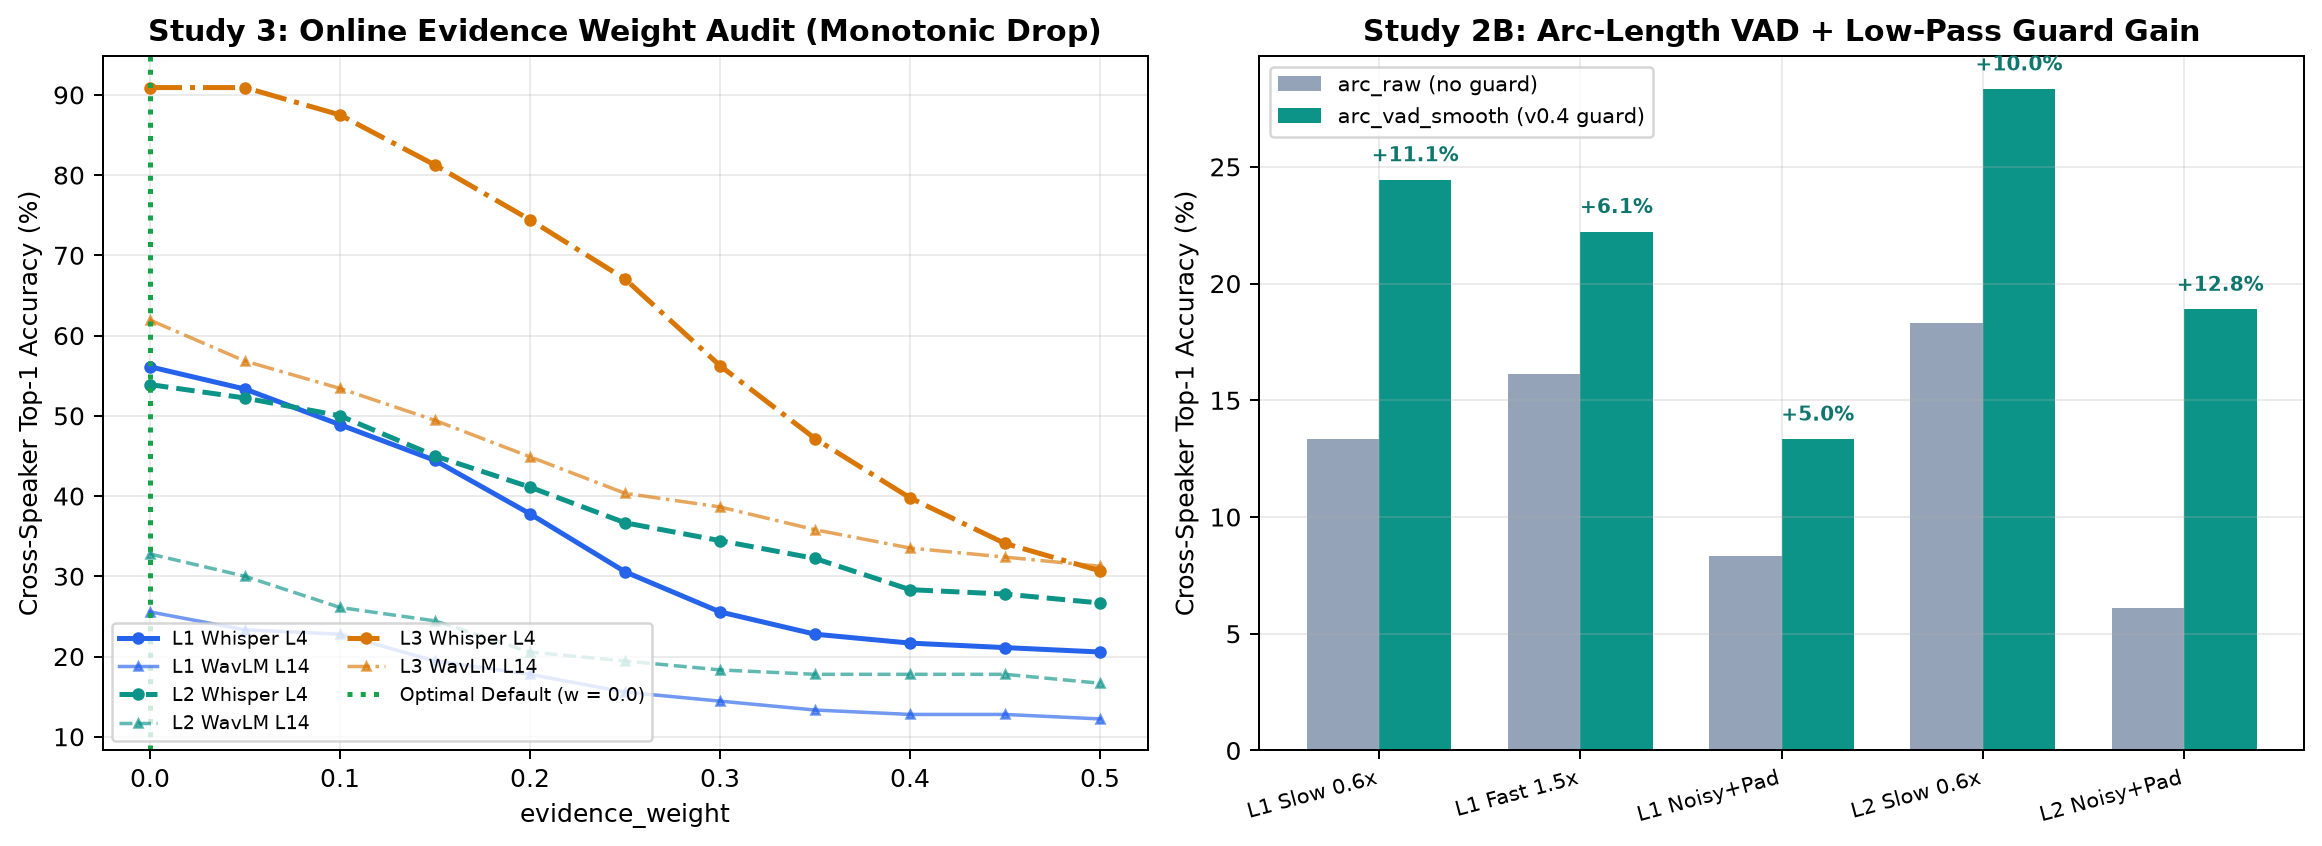 Study 3: Online Evidence Weight Audit (Monotonic Drop)
Cross-Speaker Top-1 Accuracy (%)
90
80
70
60
50
40
30
20
10
L1 Whisper L4
L1 WavLM L14
L2 Whisper L4
L2 WavLM L14
L3 Whisper L4
L3 WavLM L14
Optimal Default (w = 0.0)
0.0 0.1 0.2 0.3 0.4 0.5
evidence_weight
Study 2B: Arc-Length VAD + Low-Pass Guard Gain
Cross-Speaker Top-1 Accuracy (%)
25
20
15
10
5
0
arc_raw (no guard)
arc_vad_smooth (v0.4 guard)
+11.1%
+6.1%
+5.0%
+10.0%
+12.8%
L1 Slow 0.6x
L1 Fast 1.5x
L1 Noisy+Pad
L2 Slow 0.6x
L2 Noisy+Pad